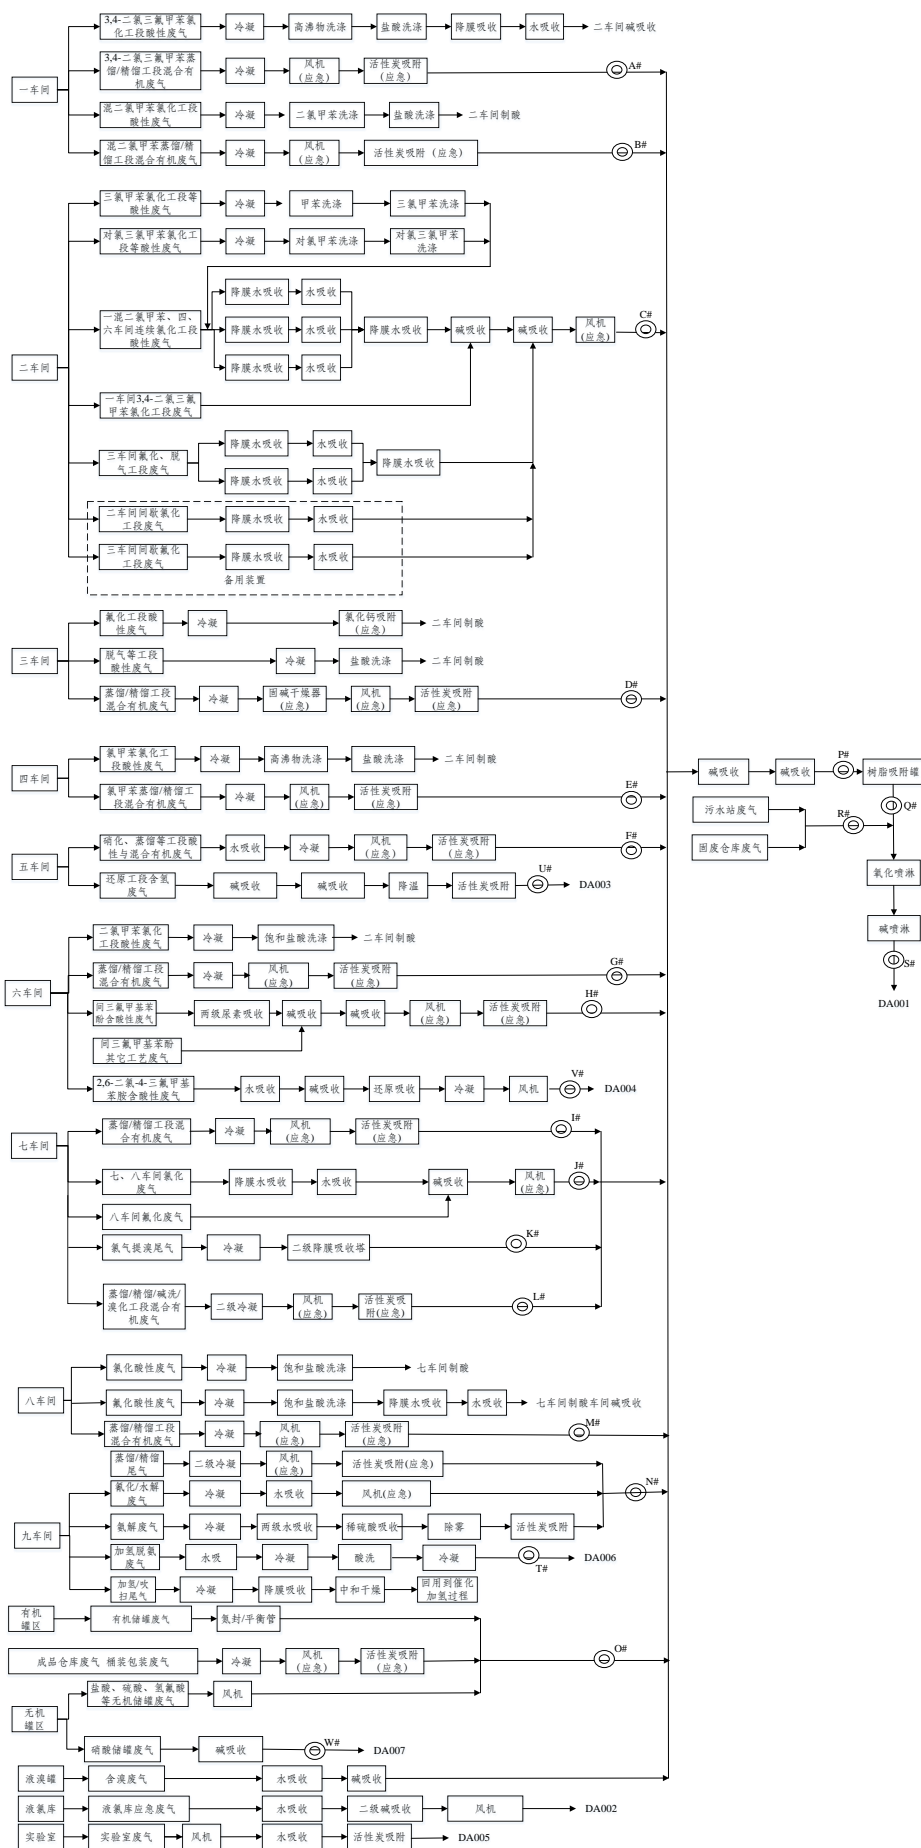 3,4-二氯三氟甲苯氯
化工段酸性废气
冷凝
高沸物洗涤
盐酸洗涤
降膜吸收
水吸收
二车间碱吸收
一车间
3,4-二氯三氟甲苯蒸
馏/精馏工段混合有
机废气
冷凝
风机
(应急)
活性炭吸附
(应急)
A#
混二氯甲苯氯化工段
酸性废气
冷凝
二氯甲苯洗涤
盐酸洗涤
二车间制酸
混二氯甲苯蒸馏/精
馏工段混合有机废气
冷凝
风机
(应急)
活性炭吸附（应急）
B#
三氯甲苯氯化工段等
酸性废气
冷凝
甲苯洗涤
三氯甲苯洗涤
对氯三氯甲苯氯化工
段等酸性废气
冷凝
对氯甲苯洗涤
对氯三氯甲苯
洗涤
二车间
降膜水吸收
水吸收
一混二氯甲苯、四、
六车间连续氯化工段
酸性废气
降膜水吸收
水吸收
降膜水吸收
碱吸收
碱吸收
风机
(应急)
C#
降膜水吸收
水吸收
一车间3,4-二氯三氟
甲苯氯化工段废气
三车间氟化、脱
气工段废气
降膜水吸收
水吸收
降膜水吸收
水吸收
降膜水吸收
二车间间歇氯化
工段废气
降膜水吸收
水吸收
三车间间歇氟化
工段废气
降膜水吸收
水吸收
备用装置
三车间
氟化工段酸
性废气
冷凝
氯化钙吸附
(应急)
二车间制酸
脱气等工段
酸性废气
冷凝
盐酸洗涤
二车间制酸
蒸馏/精馏工段
混合有机废气
冷凝
固碱干燥器
(应急)
风机
(应急)
活性炭吸附
(应急)
D#
四车间
氯甲苯氯化工
段酸性废气
冷凝
高沸物洗涤
盐酸洗涤
二车间制酸
氯甲苯蒸馏/精馏
工段混合有机废气
冷凝
风机
(应急)
活性炭吸附
(应急)
E#
碱吸收
碱吸收
P#
树脂吸附罐
污水站废气
固废仓库废气
R#
Q#
氧化喷淋
碱喷淋
S#
DA001
五车间
硝化、蒸馏等工段酸
性与混合有机废气
水吸收
冷凝
风机
(应急)
活性炭吸附
(应急)
F#
还原工段含氢
废气
碱吸收
碱吸收
降温
活性炭吸附
U#
DA003
六车间
二氯甲苯氯化
工段酸性废气
冷凝
饱和盐酸洗涤
二车间制酸
蒸馏/精馏工段
混合有机废气
冷凝
风机
(应急)
活性炭吸附
(应急)
G#
间三氟甲基苯
酚含酸性废气
两级尿素吸收
碱吸收
碱吸收
风机
(应急)
活性炭吸附
(应急)
H#
间三氟甲基苯酚
其它工艺废气
2,6-二氯-4-三氟甲基
苯胺含酸性废气
水吸收
碱吸收
还原吸收
冷凝
风机
V#
DA004
七车间
蒸馏/精馏工段混
合有机废气
冷凝
风机
(应急)
活性炭吸附
(应急)
I#
七、八车间氯化
废气
降膜水吸收
水吸收
碱吸收
风机
(应急)
J#
八车间氟化废气
氯气提溴尾气
冷凝
二级降膜吸收塔
K#
蒸馏/精馏/碱洗/
溴化工段混合有
机废气
二级冷凝
风机
(应急)
活性炭吸
附(应急)
L#
八车间
氯化酸性废气
冷凝
饱和盐酸洗涤
七车间制酸
氟化酸性废气
冷凝
饱和盐酸洗涤
降膜水吸收
水吸收
七车间制酸车间碱吸收
蒸馏/精馏工段
混合有机废气
冷凝
风机
(应急)
活性炭吸附
(应急)
M#
九车间
蒸馏/精馏
尾气
二级冷凝
风机
(应急)
活性炭吸附(应急)
氟化/水解
废气
冷凝
水吸收
风机(应急)
N#
氨解废气
冷凝
两级水吸收
稀硫酸吸收
除雾
活性炭吸附
加氢脱氨
废气
水吸
冷凝
酸洗
冷凝
T#
DA006
加氢/吹
扫尾气
冷凝
降膜吸收
中和干燥
回用到催化
加氢过程
有机
罐区
有机储罐废气
氮封/平衡管
成品仓库废气 桶装包装废气
冷凝
风机
(应急)
活性炭吸附
(应急)
O#
无机
罐区
盐酸、硫酸、氢氟酸
等无机储罐废气
风机
硝酸储罐废气
碱吸收
W#
DA007
液溴罐
含溴废气
水吸收
碱吸收
液氯库
液氯库应急废气
水吸收
二级碱吸收
风机
DA002
实验室
实验室废气
风机
水吸收
活性炭吸附
DA005